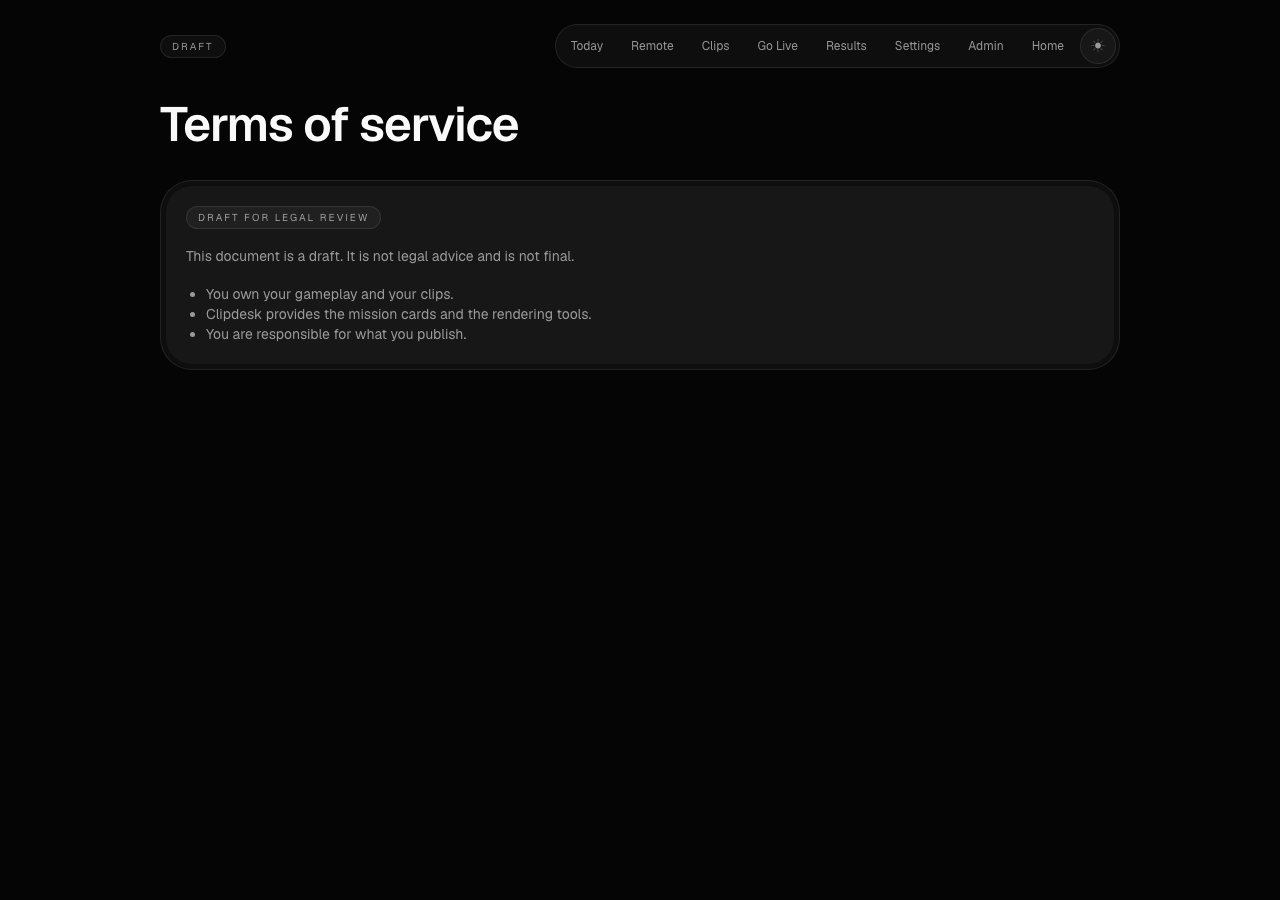 DRAFT
Today Remote Clips Go Live Results Settings Admin Home
Terms of service
DRAFT FOR LEGAL REVIEW
This document is a draft. It is not legal advice and is not final.
You own your gameplay and your clips.
Clipdesk provides the mission cards and the rendering tools.
You are responsible for what you publish.